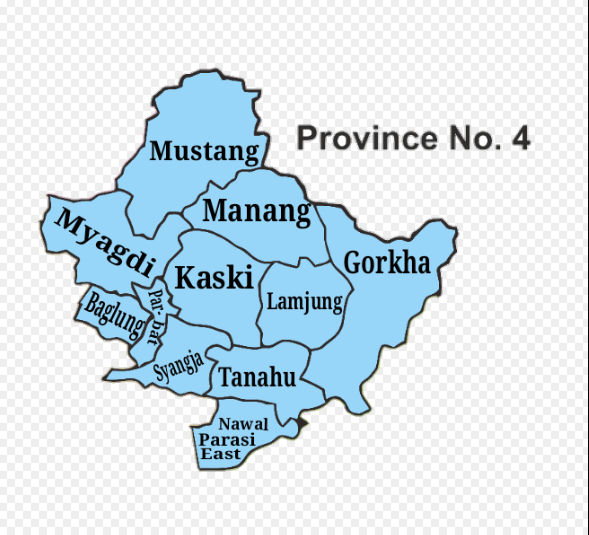 Province No. 4
Mustang
Manang
Myagdi
Gorkha
Kaski
Lamjung
Baglung
Par-
bat
Syangja
Tanahu
Nawal
Parasi
East